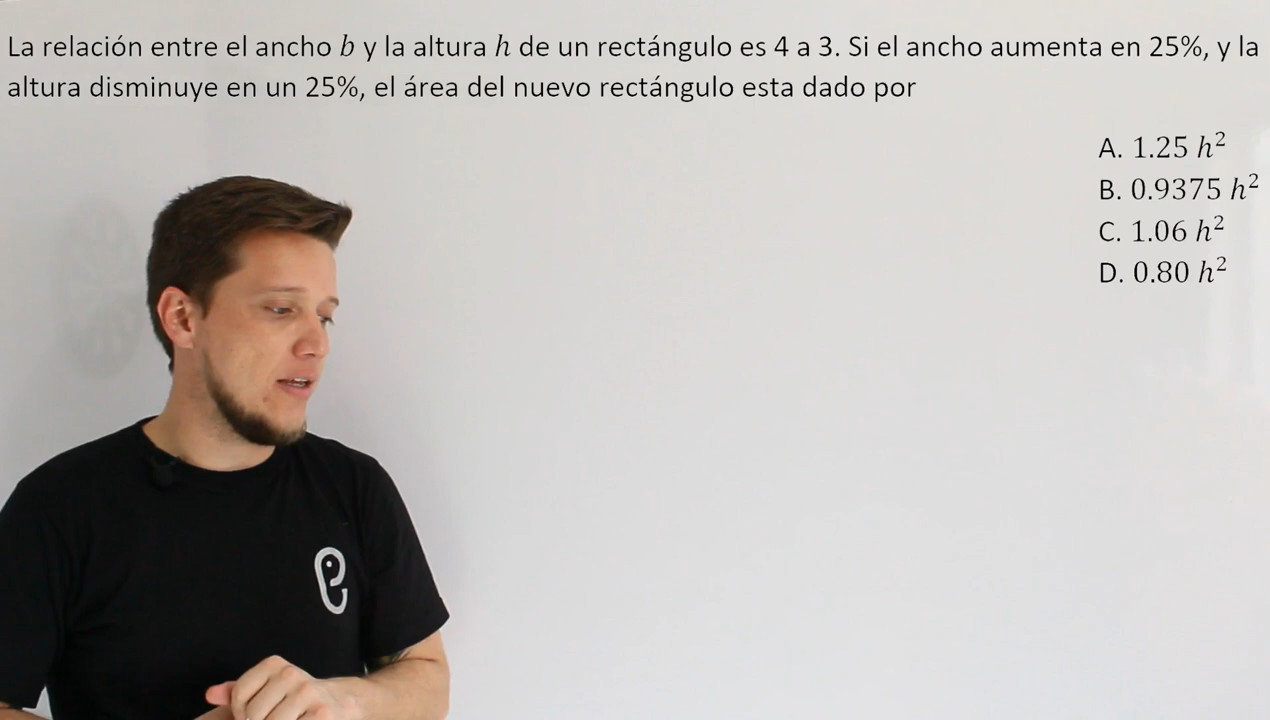 La relación entre el ancho b y la altura h de un rectángulo es 4 a 3. Si el ancho aumenta en 25%, y la
altura disminuye en un 25%, el área del nuevo rectángulo esta dado por
A. 1.25 h²
B. 0.9375 h²
C. 1.06 h²
D. 0.80 h²